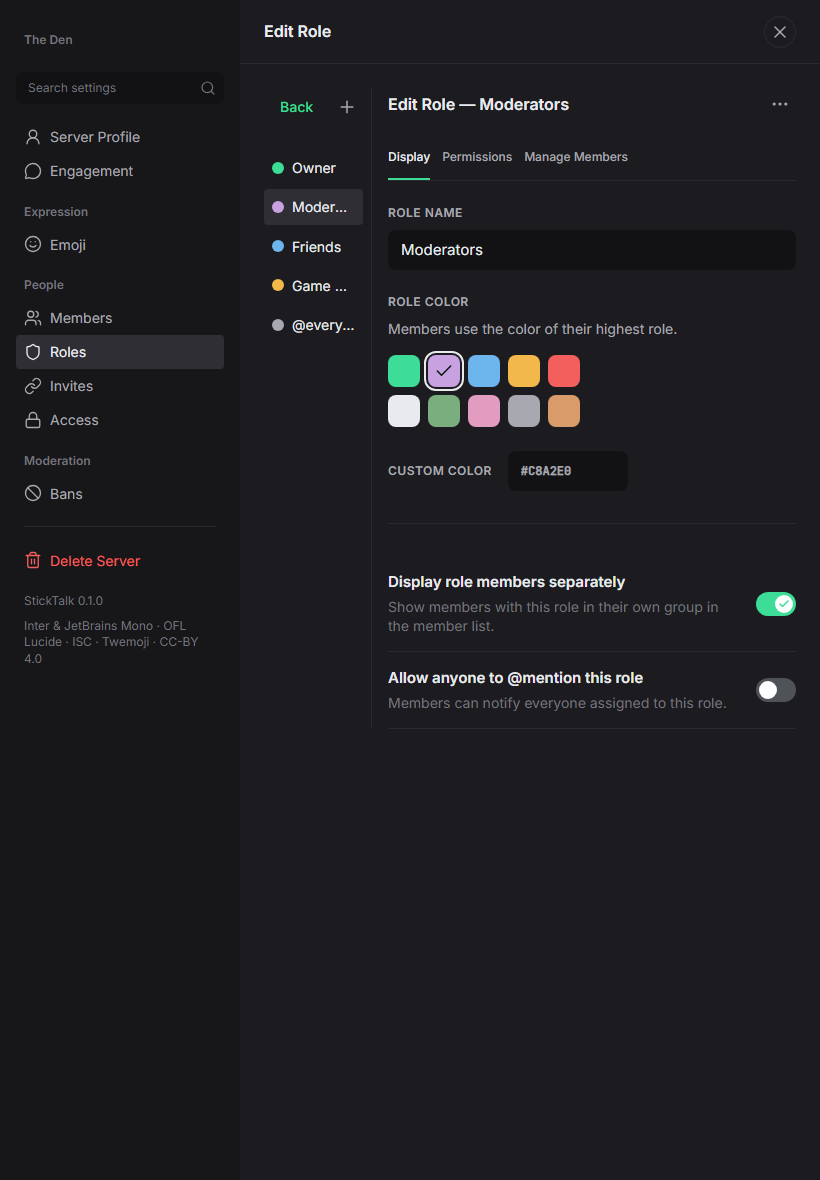 The Den
Search settings
Server Profile
Engagement
Expression
Emoji
People
Members
Roles
Invites
Access
Moderation
Bans
Delete Server
StickTalk 0.1.0
Inter & JetBrains Mono · OFL
Lucide · ISC · Twemoji · CC-BY
4.0
Edit Role
Back
Owner
Moder...
Friends
Game ...
@every...
Edit Role — Moderators
Display Permissions Manage Members
ROLE NAME
Moderators
ROLE COLOR
Members use the color of their highest role.
CUSTOM COLOR #C8A2E0
Display role members separately
Show members with this role in their own group in
the member list.
Allow anyone to @mention this role
Members can notify everyone assigned to this role.